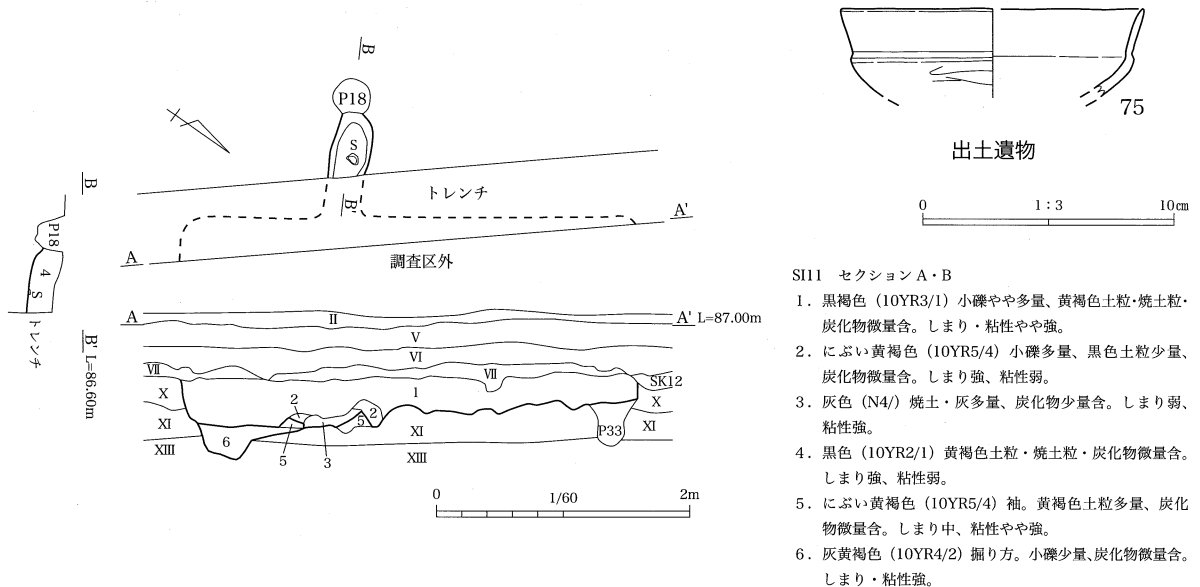 B
P18
S
B
トレンチ
B'
A'
A
調査区外
P18
4
S
トレンチ
B' L=86.60m
A
II
A' L=87.00m
V
VI
VII
VII
SK12
X
1
X
2
2
5
XI
XI
XI
6
P33
XIII
5
3
XIII
0
1/60
2m
75
出土遺物
0
1:3
10㎝
SI11 セクション A・B
1. 黒褐色(10YR3/1)小礫やや多量、黄褐色土粒・焼土粒・
炭化物微量含。しまり・粘性やや強。
2. にぶい黄褐色(10YR5/4)小礫多量、黒色土粒少量、
炭化物微量含。しまり強、粘性弱。
3. 灰色(N4/)焼土・灰多量、炭化物少量含。しまり弱、
粘性強。
4. 黒色(10YR2/1)黄褐色土粒・焼土粒・炭化物微量含。
しまり強、粘性弱。
5. にぶい黄褐色(10YR5/4)袖。黄褐色土粒多量、炭化
物微量含。しまり中、粘性やや強。
6. 灰黄褐色(10YR4/2)掘り方。小礫少量、炭化物微量含。
しまり・粘性強。